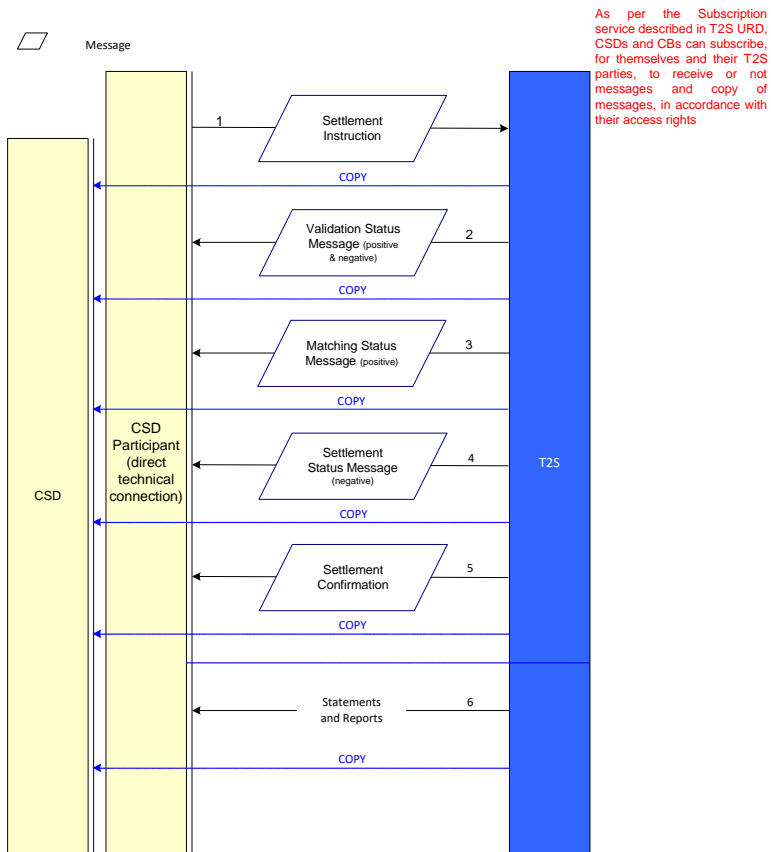 Message
As per the Subscription
service described in T2S URD,
CSDs and CBs can subscribe,
for themselves and their T2S
parties, to receive or not
messages and copy of
messages, in accordance with
their access rights
1
Settlement
Instruction
COPY
Validation Status
Message (positive
& negative)
2
COPY
Matching Status
Message (positive)
3
COPY
CSD
Participant
(direct
technical
connection)
Settlement
Status Message
(negative)
4
T2S
CSD
COPY
Settlement
Confirmation
5
COPY
Statements
and Reports
6
COPY